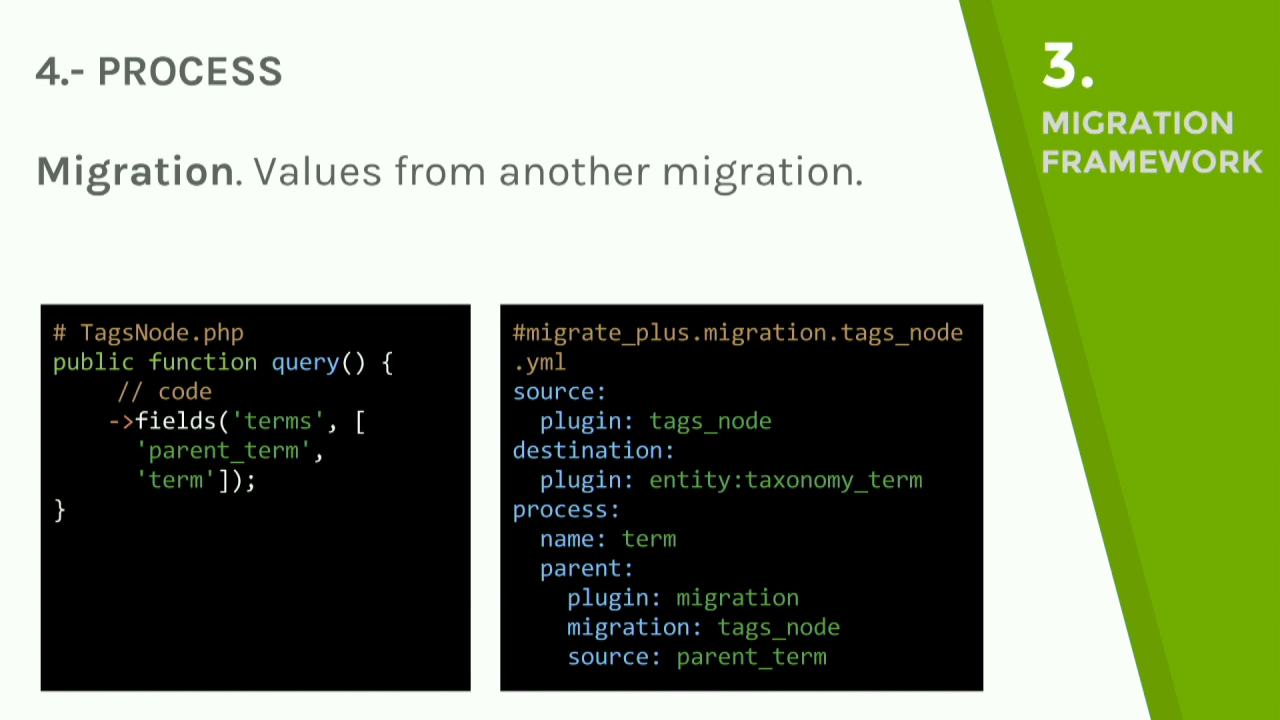 4.- PROCESS
Migration. Values from another migration.
# TagsNode.php
public function query() {
// code
->fields('terms', [
'parent_term',
'term']);
}
#migrate_plus.migration.tags_node
.yml
source:
plugin: tags_node
destination:
plugin: entity:taxonomy_term
process:
name: term
parent:
plugin: migration
migration: tags_node
source: parent_term
3.
MIGRATION
FRAMEWORK